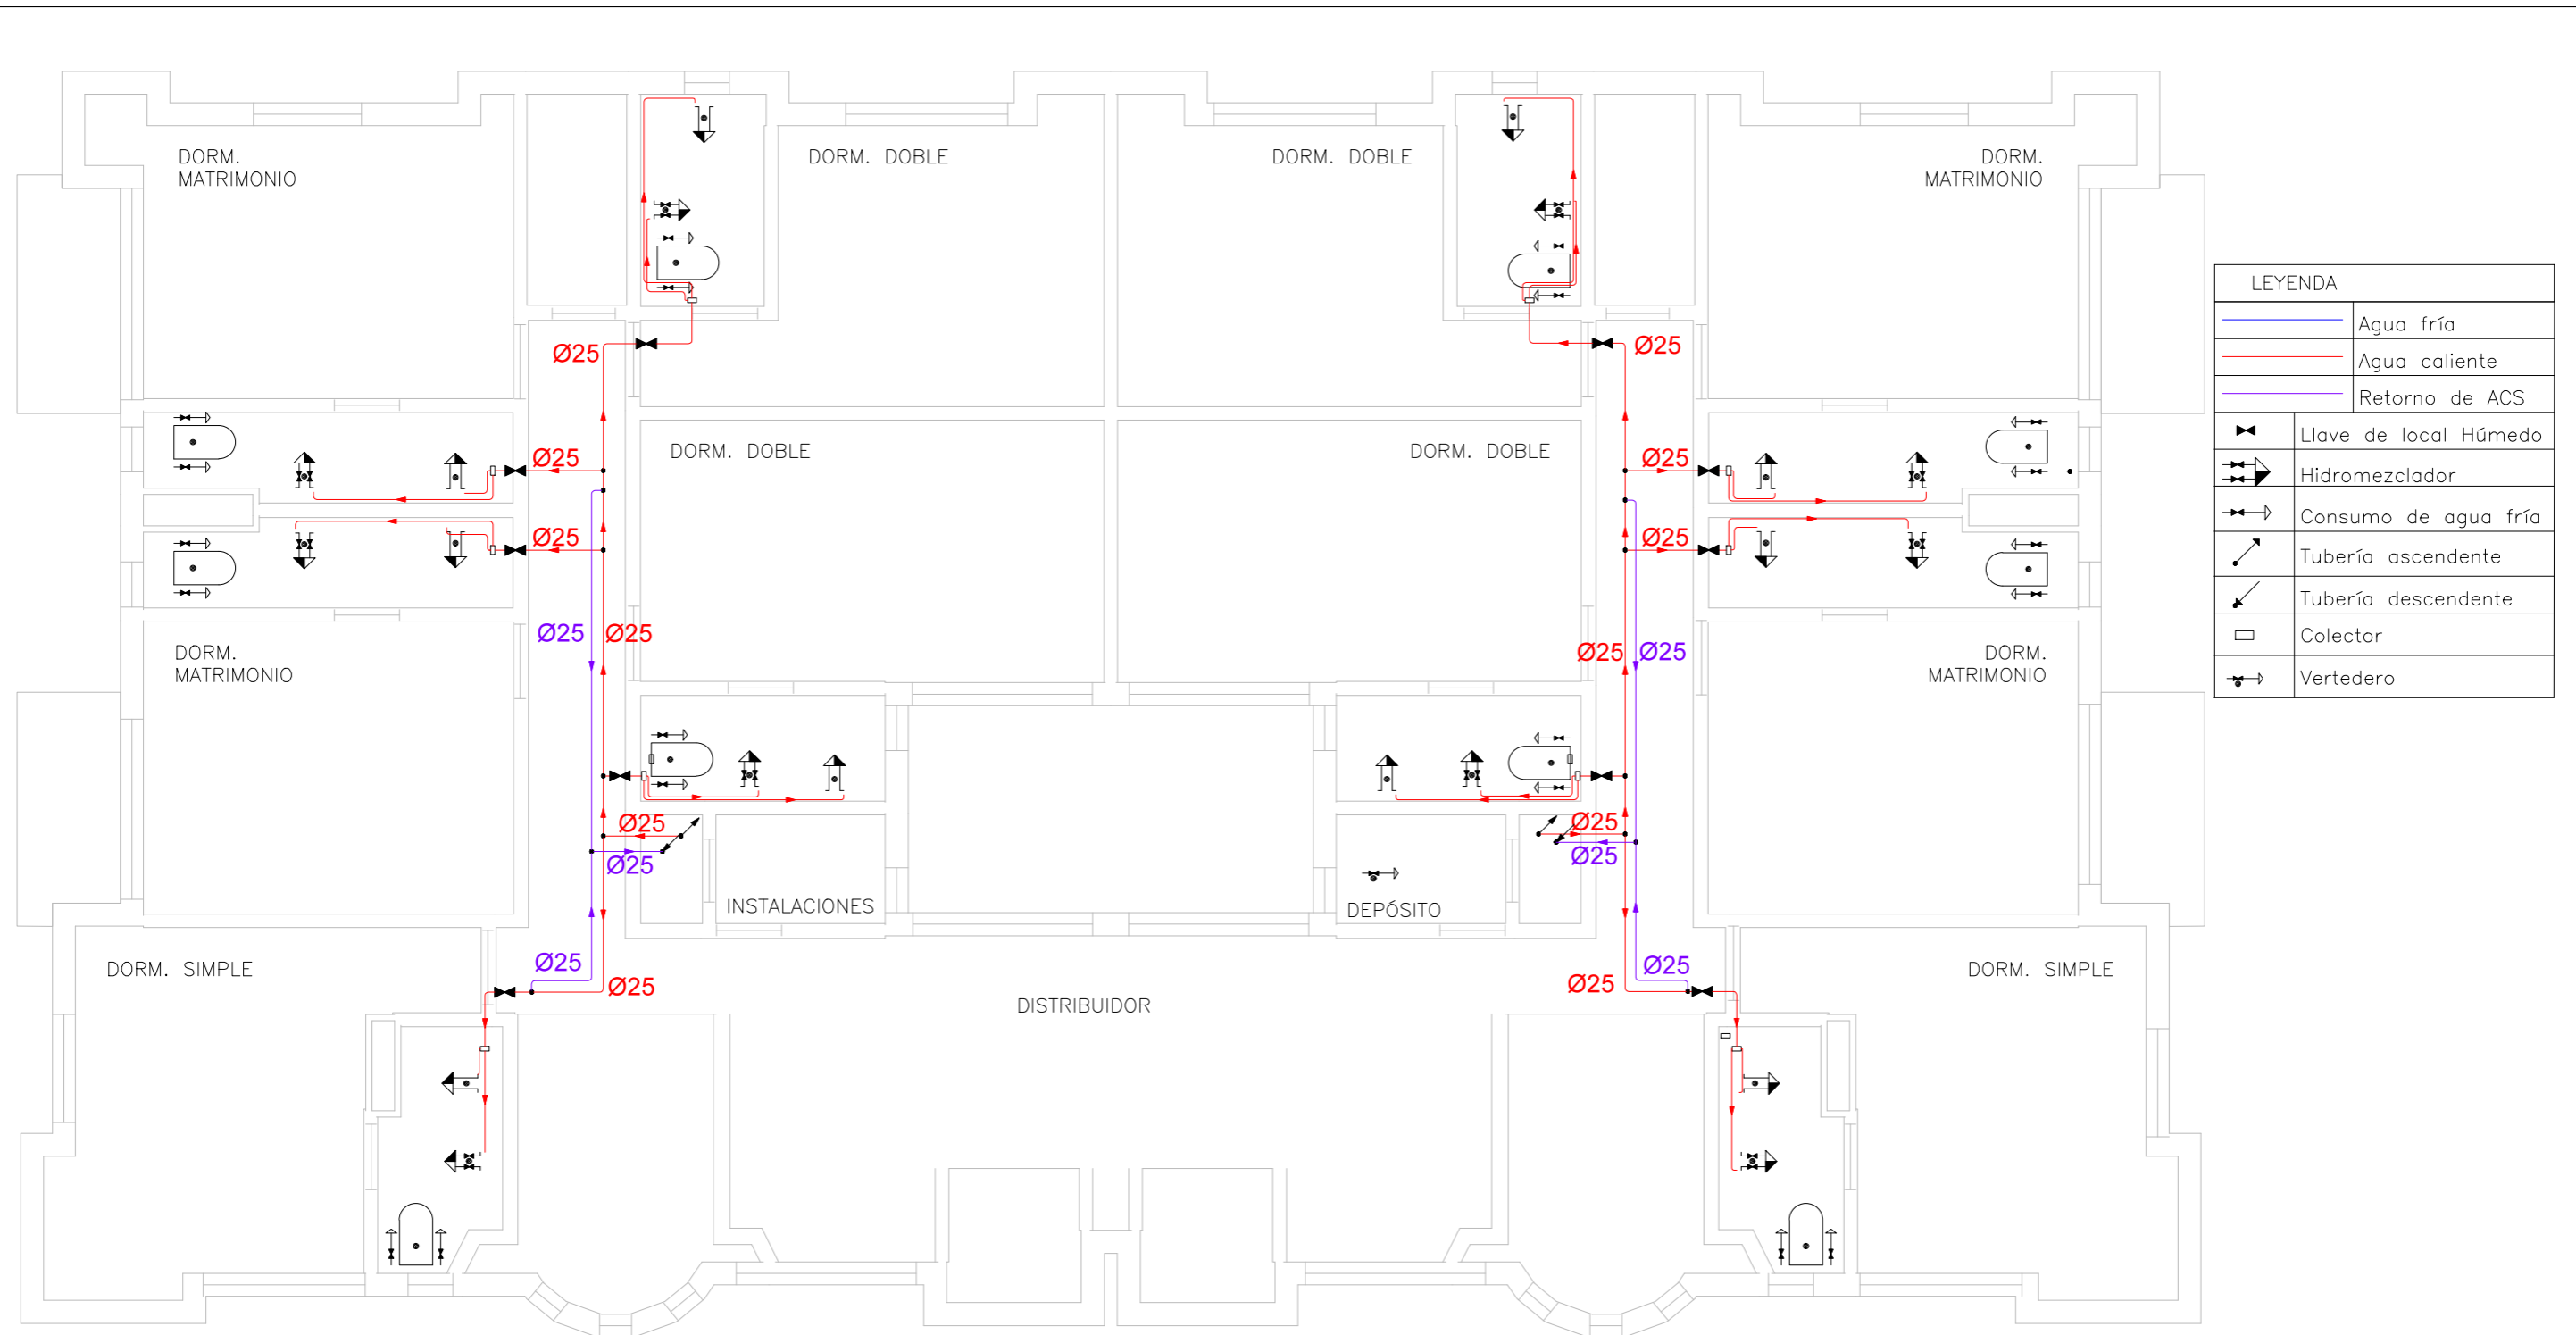 DORM.
MATRIMONIO
DORM. DOBLE
DORM. DOBLE
DORM.
MATRIMONIO
LEYENDA
Agua fría
Agua caliente
Retorno de ACS
Llave de local Húmedo
Hidromezclador
Consumo de agua fría
Tubería ascendente
Tubería descendente
Colector
Vertedero
Ø25
Ø25
DORM. DOBLE
DORM. DOBLE
Ø25
Ø25
Ø25
Ø25
Ø25
Ø25
Ø25
Ø25
DORM.
MATRIMONIO
DORM.
MATRIMONIO
Ø25
Ø25
Ø25
Ø25
INSTALACIONES
DEPÓSITO
DORM. SIMPLE
Ø25
Ø25
Ø25
Ø25
DORM. SIMPLE
DISTRIBUIDOR